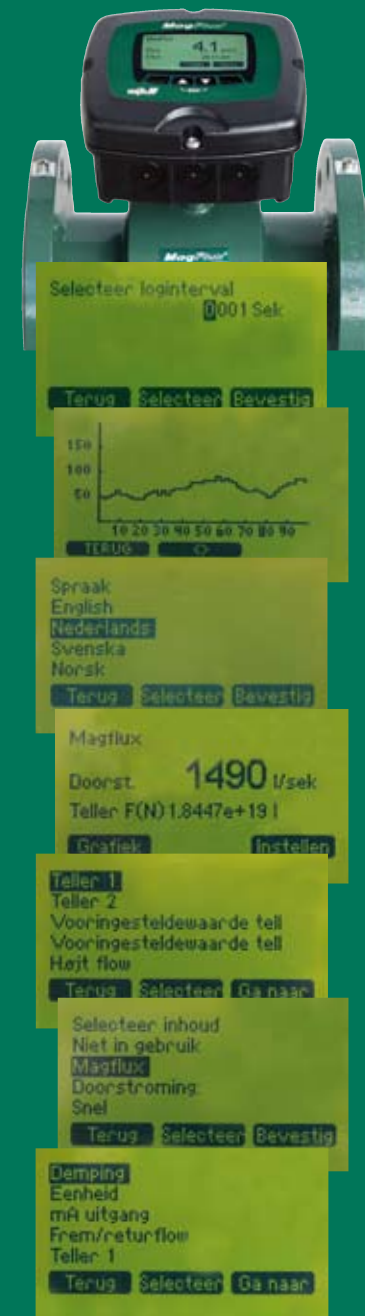 MagFlux
4.1
MagFlux
Selecteer loginterval
0001 Sek
Terug Selecteer Bevestig
150
100
50
10 20 30 40 50 60 70 80 90
TERUG <>
Spraak
English
Nederlands
Svenska
Norsk
Terug Selecteer Bevestig
Magflux
Doorst. 1490 l/sek
Teller F(N) 1.8447e+19 l
Grafiek Instellen
Teller 1
Teller 2
Vooringesteldewaarde tell
Vooringesteldewaarde tell
Højt flow
Terug Selecteer Ga naar
Selecteer inhoud
Niet in gebruik
Magflux
Doorstroming
Snel
Terug Selecteer Bevestig
Demping
Eenheid
mA uitgang
Frem/returflow
Teller 1
Terug Selecteer Ga naar